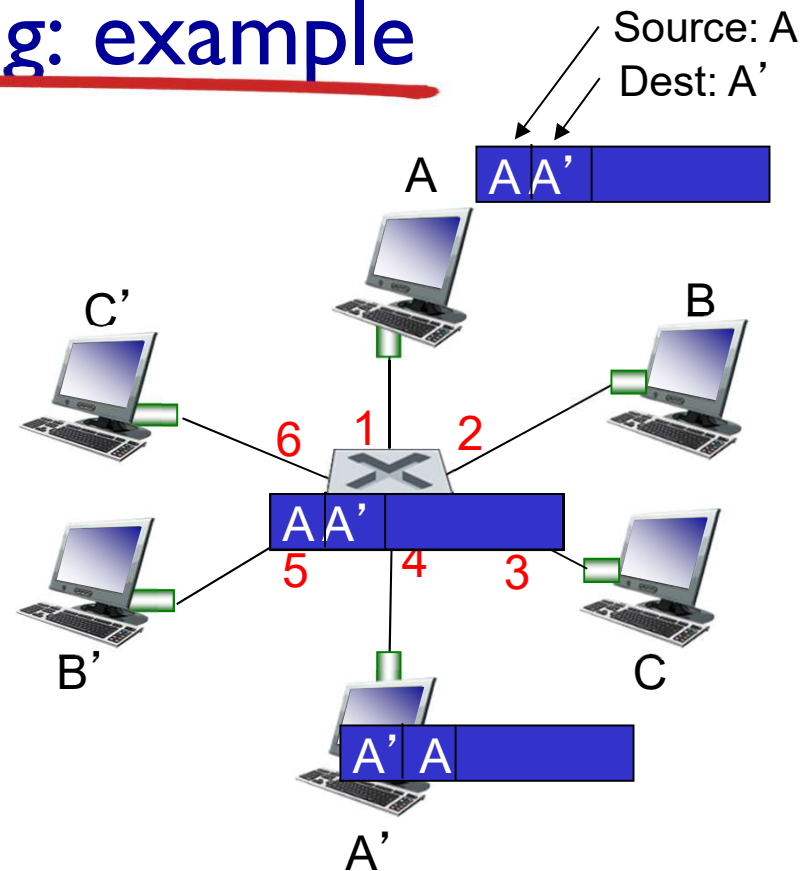 g: example
Source: A
Dest: A’
A
A A’
C’
B
6 1 2
A A’
5 4 3
B’
C
A’ A
A’